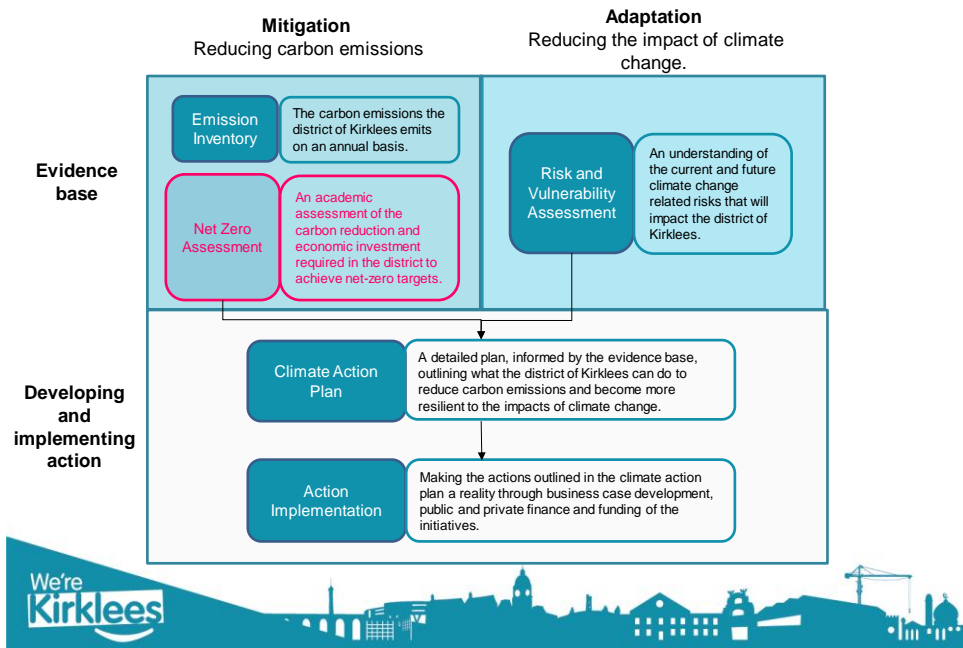 Mitigation
Reducing carbon emissions
Adaptation
Reducing the impact of climate
change.
Evidence
base
Emission
Inventory
The carbon emissions the
district of Kirklees emits
on an annual basis.
Net Zero
Assessment
An academic
assessment of the
carbon reduction and
economic investment
required in the district to
achieve net-zero targets.
Risk and
Vulnerability
Assessment
An understanding of
the current and future
climate change
related risks that will
impact the district of
Kirklees.
Developing
and
implementing
action
Climate Action
Plan
A detailed plan, informed by the evidence base,
outlining what the district of Kirklees can do to
reduce carbon emissions and become more
resilient to the impacts of climate change.
Action
Implementation
Making the actions outlined in the climate action
plan a reality through business case development,
public and private finance and funding of the
initiatives.
We're
Kirklees